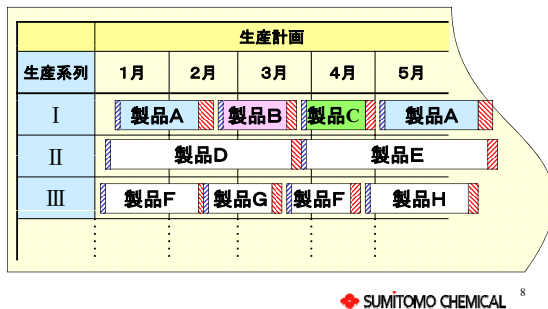 生産計画
生産系列 1月 2月 3月 4月 5月
Ⅰ 製品A 製品B 製品C 製品A
Ⅱ 製品D 製品E
Ⅲ 製品F 製品G 製品F 製品H
SUMITOMO CHEMICAL 8